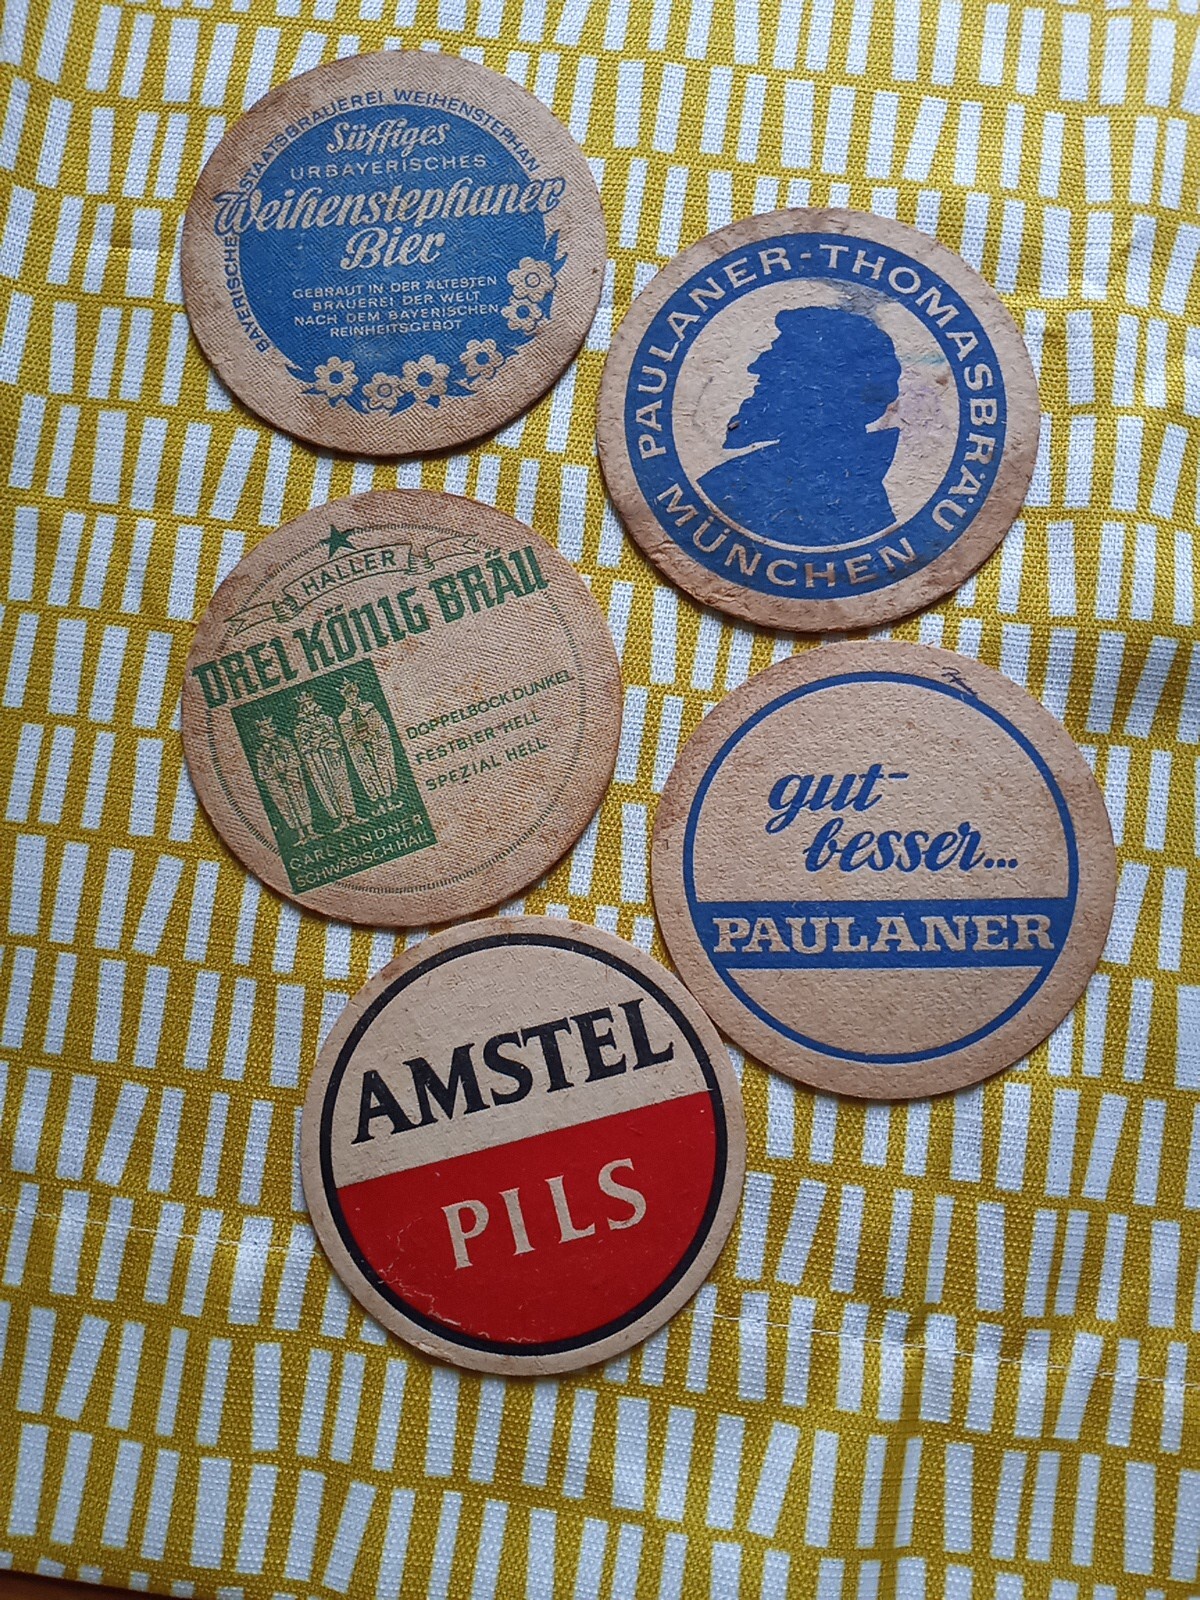 BAYERISCHE STAATSBRAUEREI WEIHENSTEPHAN
Süffiges
URBAYERISCHES
Weihenstephaner
Bier
GEBRAUT IN DER ÄLTESTEN
BRAUEREI DER WELT
NACH DEM BAYERISCHEN
REINHEITSGEBOT
PAULANER-THOMASBRÄU
MÜNCHEN
HALLER
DREI KÖNIG BRÄU
DOPPELBOCK DUNKEL
FESTBIER HELL
SPEZIAL HELL
CARL LINDNER
SCHWÄBISCH HALL
gut-
besser...
PAULANER
AMSTEL
PILS